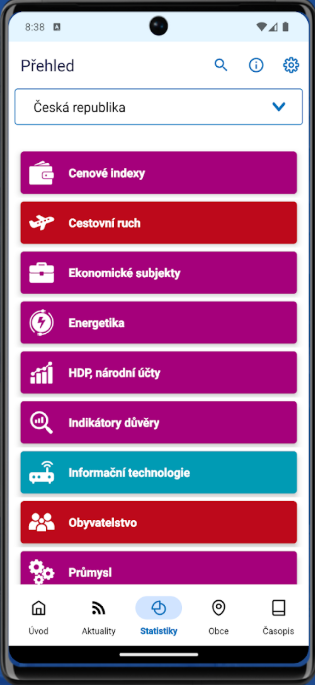 8:38
Přehled
Česká republika
Cenové indexy
Cestovní ruch
Ekonomické subjekty
Energetika
HDP, národní účty
Indikátory důvěry
Informační technologie
Obyvatelstvo
Průmysl
Úvod Aktuality Statistiky Obce Časopis